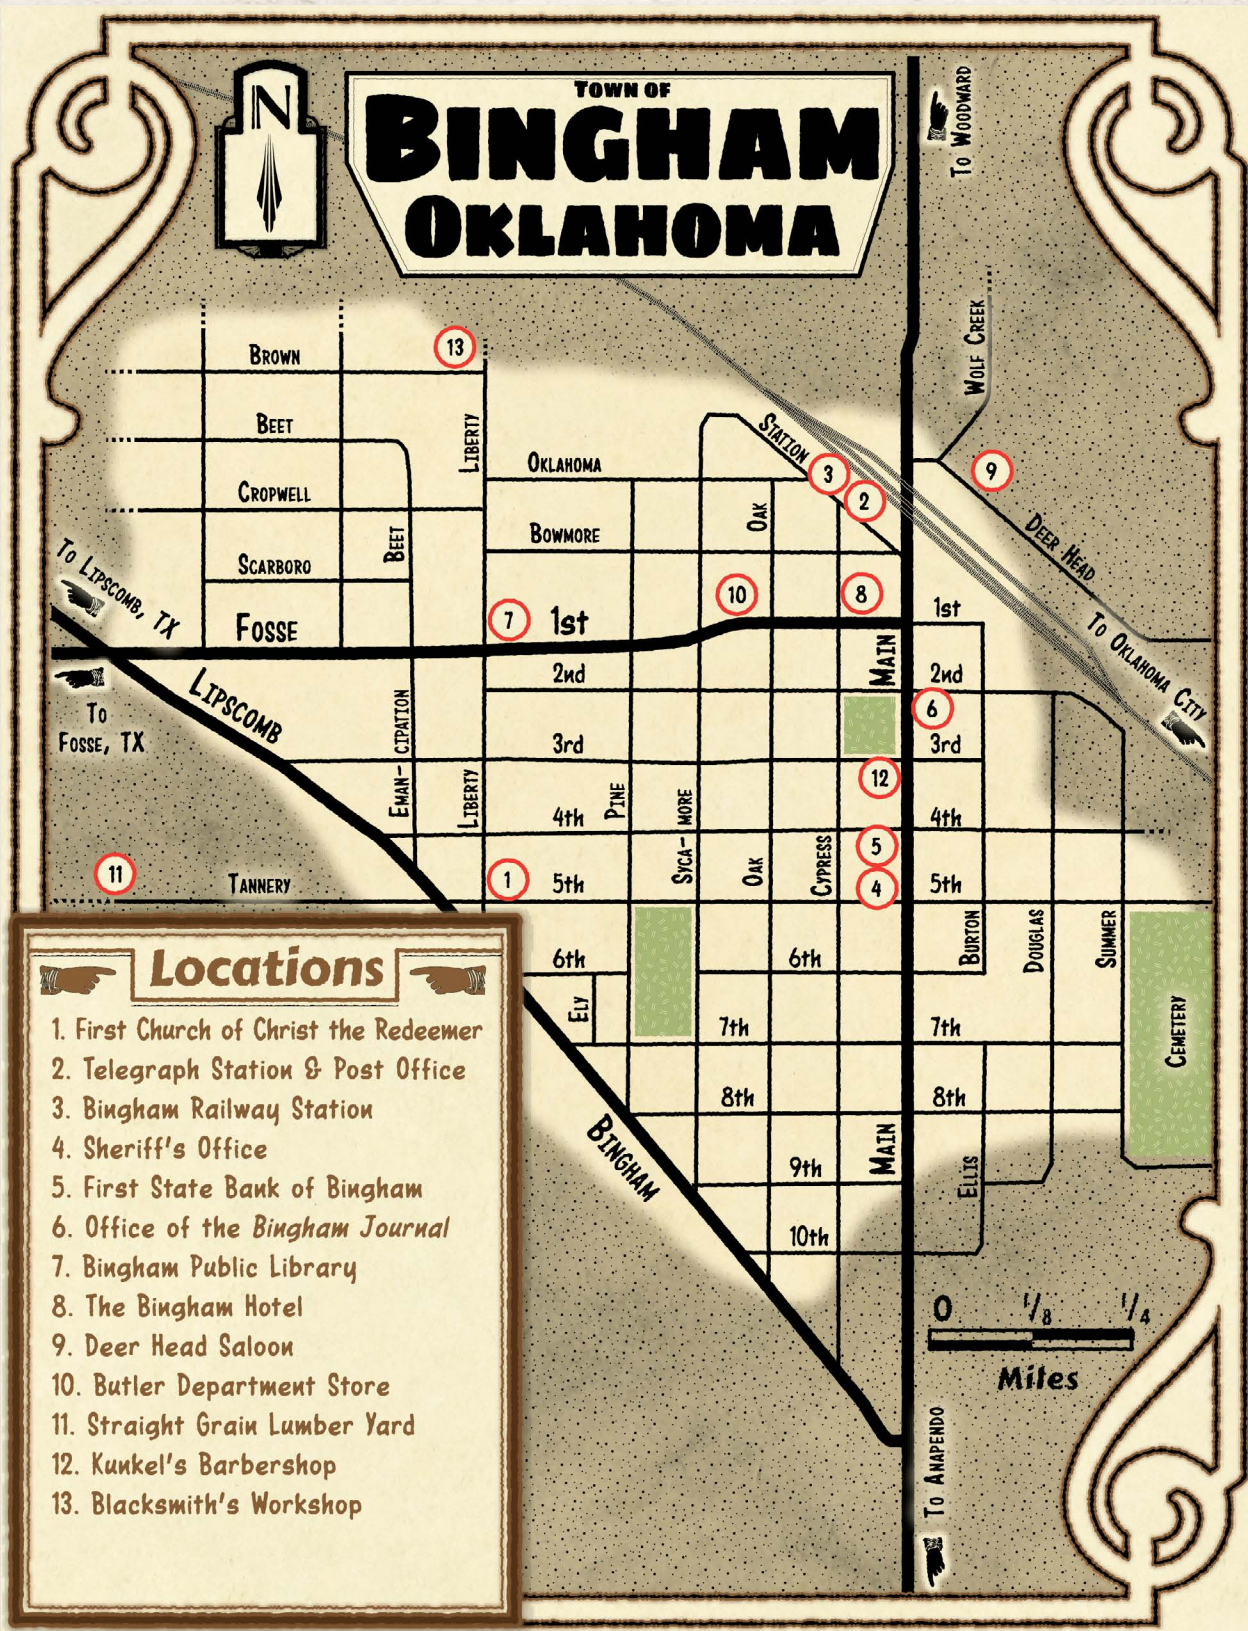 N
Town of
Bingham
Oklahoma
To Woodward
Wolf Creek
Brown
13
Beet
Liberty
Station
Oklahoma
3
9
Cropwell
2
Oak
Bowmore
Beet
Deer Head
To Lipscomb, TX
Scarboro
10
8
1st
Fosse
7
1st
To Oklahoma City
Main
2nd
2nd
Lipscomb
6
To
Fosse, TX
Eman-cipation
3rd
3rd
12
Liberty
4th
Pine
Syca-more
4th
5
11
Tannery
1
5th
Oak
Cypress
4
5th
6th
6th
Burton
Douglas
Summer
Ely
7th
7th
Cemetery
8th
8th
Bingham
9th
Main
Ellis
10th
0 1/8 1/4
Miles
To Anapendo
Locations
1. First Church of Christ the Redeemer
2. Telegraph Station & Post Office
3. Bingham Railway Station
4. Sheriff's Office
5. First State Bank of Bingham
6. Office of the Bingham Journal
7. Bingham Public Library
8. The Bingham Hotel
9. Deer Head Saloon
10. Butler Department Store
11. Straight Grain Lumber Yard
12. Kunkel's Barbershop
13. Blacksmith's Workshop